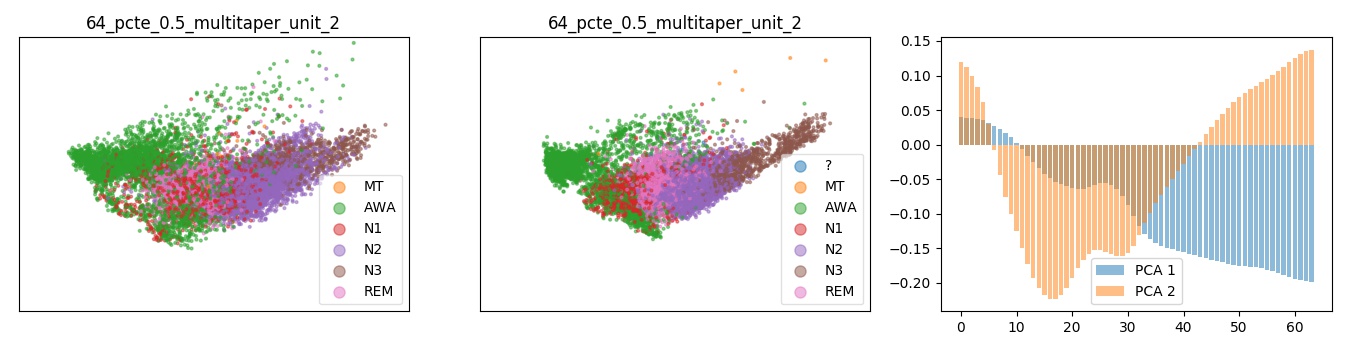 64_pcte_0.5_multitaper_unit_2
MT
AWA
N1
N2
N3
REM
64_pcte_0.5_multitaper_unit_2
?
MT
AWA
N1
N2
N3
REM
0.15
0.10
0.05
0.00
−0.05
−0.10
−0.15
−0.20
0 10 20 30 40 50 60
PCA 1
PCA 2